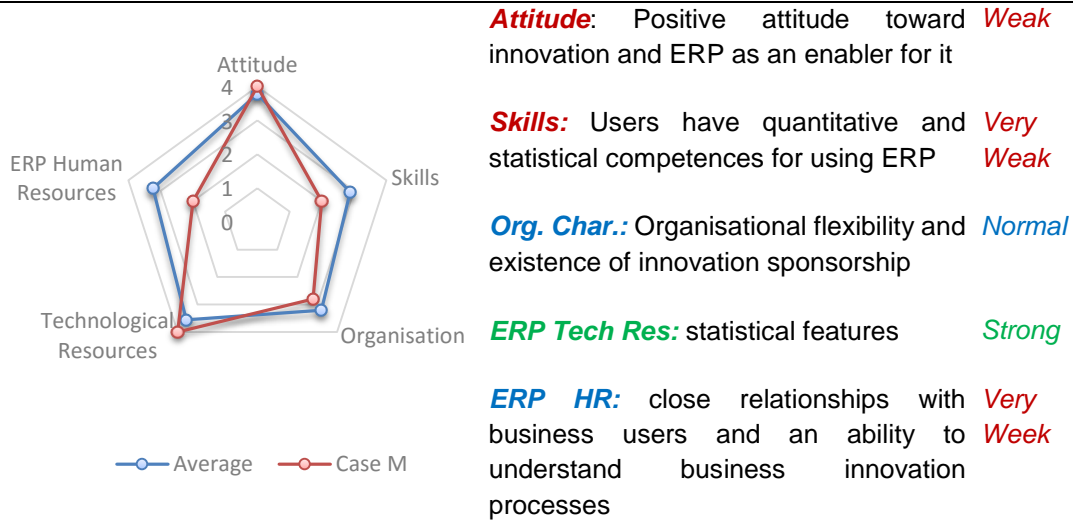 Attitude
4
3
2
1
0
ERP Human
Resources
Skills
Technological
Resources
Organisation
Average
Case M
Attitude: Positive attitude toward Weak
innovation and ERP as an enabler for it
Skills: Users have quantitative and Very
statistical competences for using ERP Weak
Org. Char.: Organisational flexibility and Normal
existence of innovation sponsorship
ERP Tech Res: statistical features Strong
ERP HR: close relationships with Very
business users and an ability to Week
understand business innovation
processes